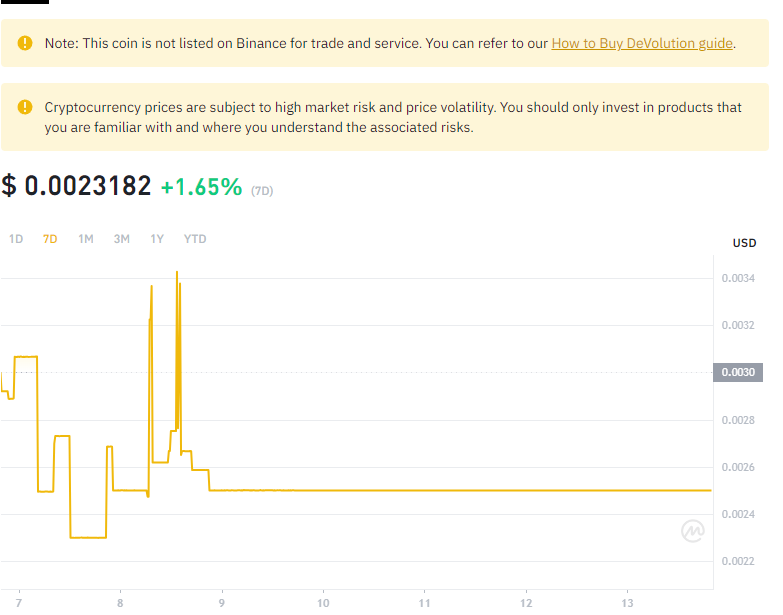 Note: This coin is not listed on Binance for trade and service. You can refer to our How to Buy DeVolution guide.
Cryptocurrency prices are subject to high market risk and price volatility. You should only invest in products that
you are familiar with and where you understand the associated risks.
$ 0.0023182 +1.65% (7D)
1D 7D 1M 3M 1Y YTD
USD
0.0034
0.0032
0.0030
0.0028
0.0026
0.0024
0.0022
7 8 9 10 11 12 13